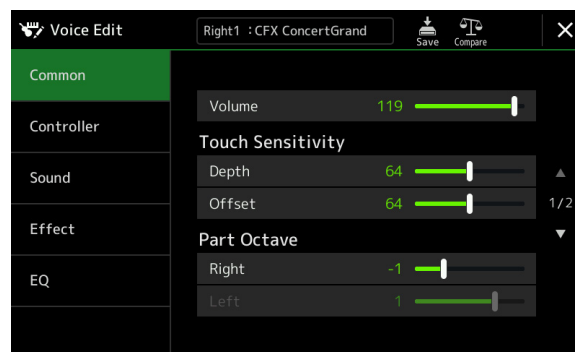 Voice Edit
Right1 : CFX ConcertGrand
Save
Compare
Common
Controller
Sound
Effect
EQ
Volume 119
Touch Sensitivity
Depth 64
Offset 64
1/2
Part Octave
Right -1
Left 1